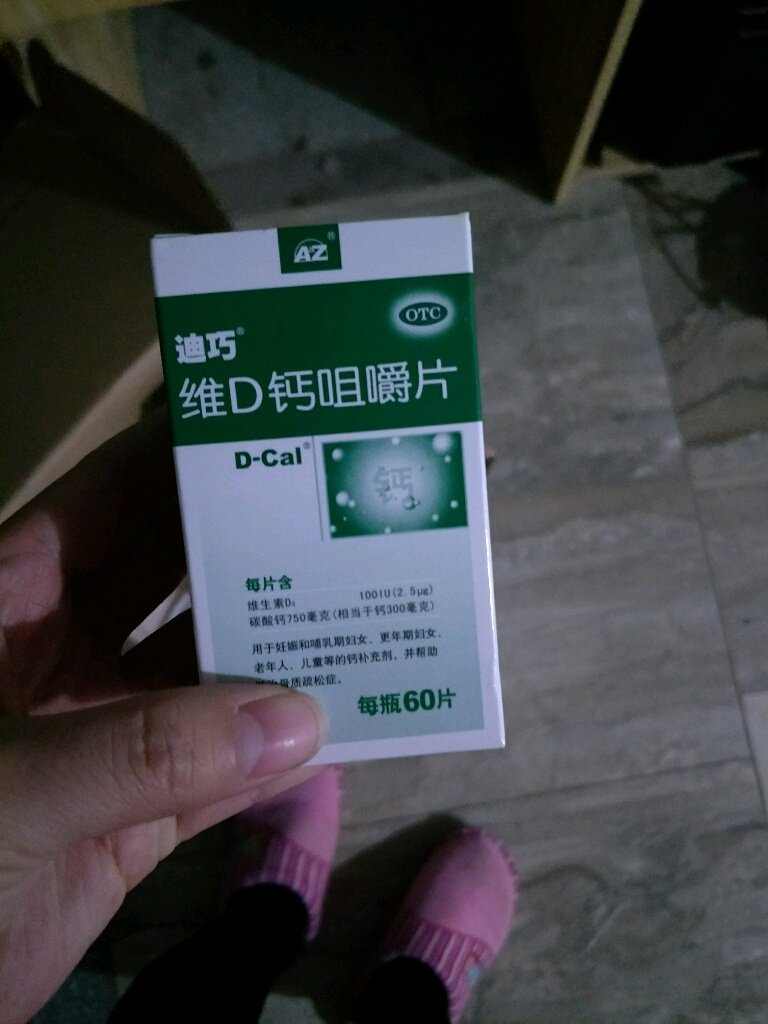 AZ®
OTC
迪巧®
维D钙咀嚼片
D-Cal®
钙
每片含
维生素D₃ 100IU(2.5μg)
碳酸钙750毫克(相当于钙300毫克)
用于妊娠和哺乳期妇女、更年期妇女、
老年人、儿童等的钙补充剂，并帮助
防治骨质疏松症。
每瓶60片